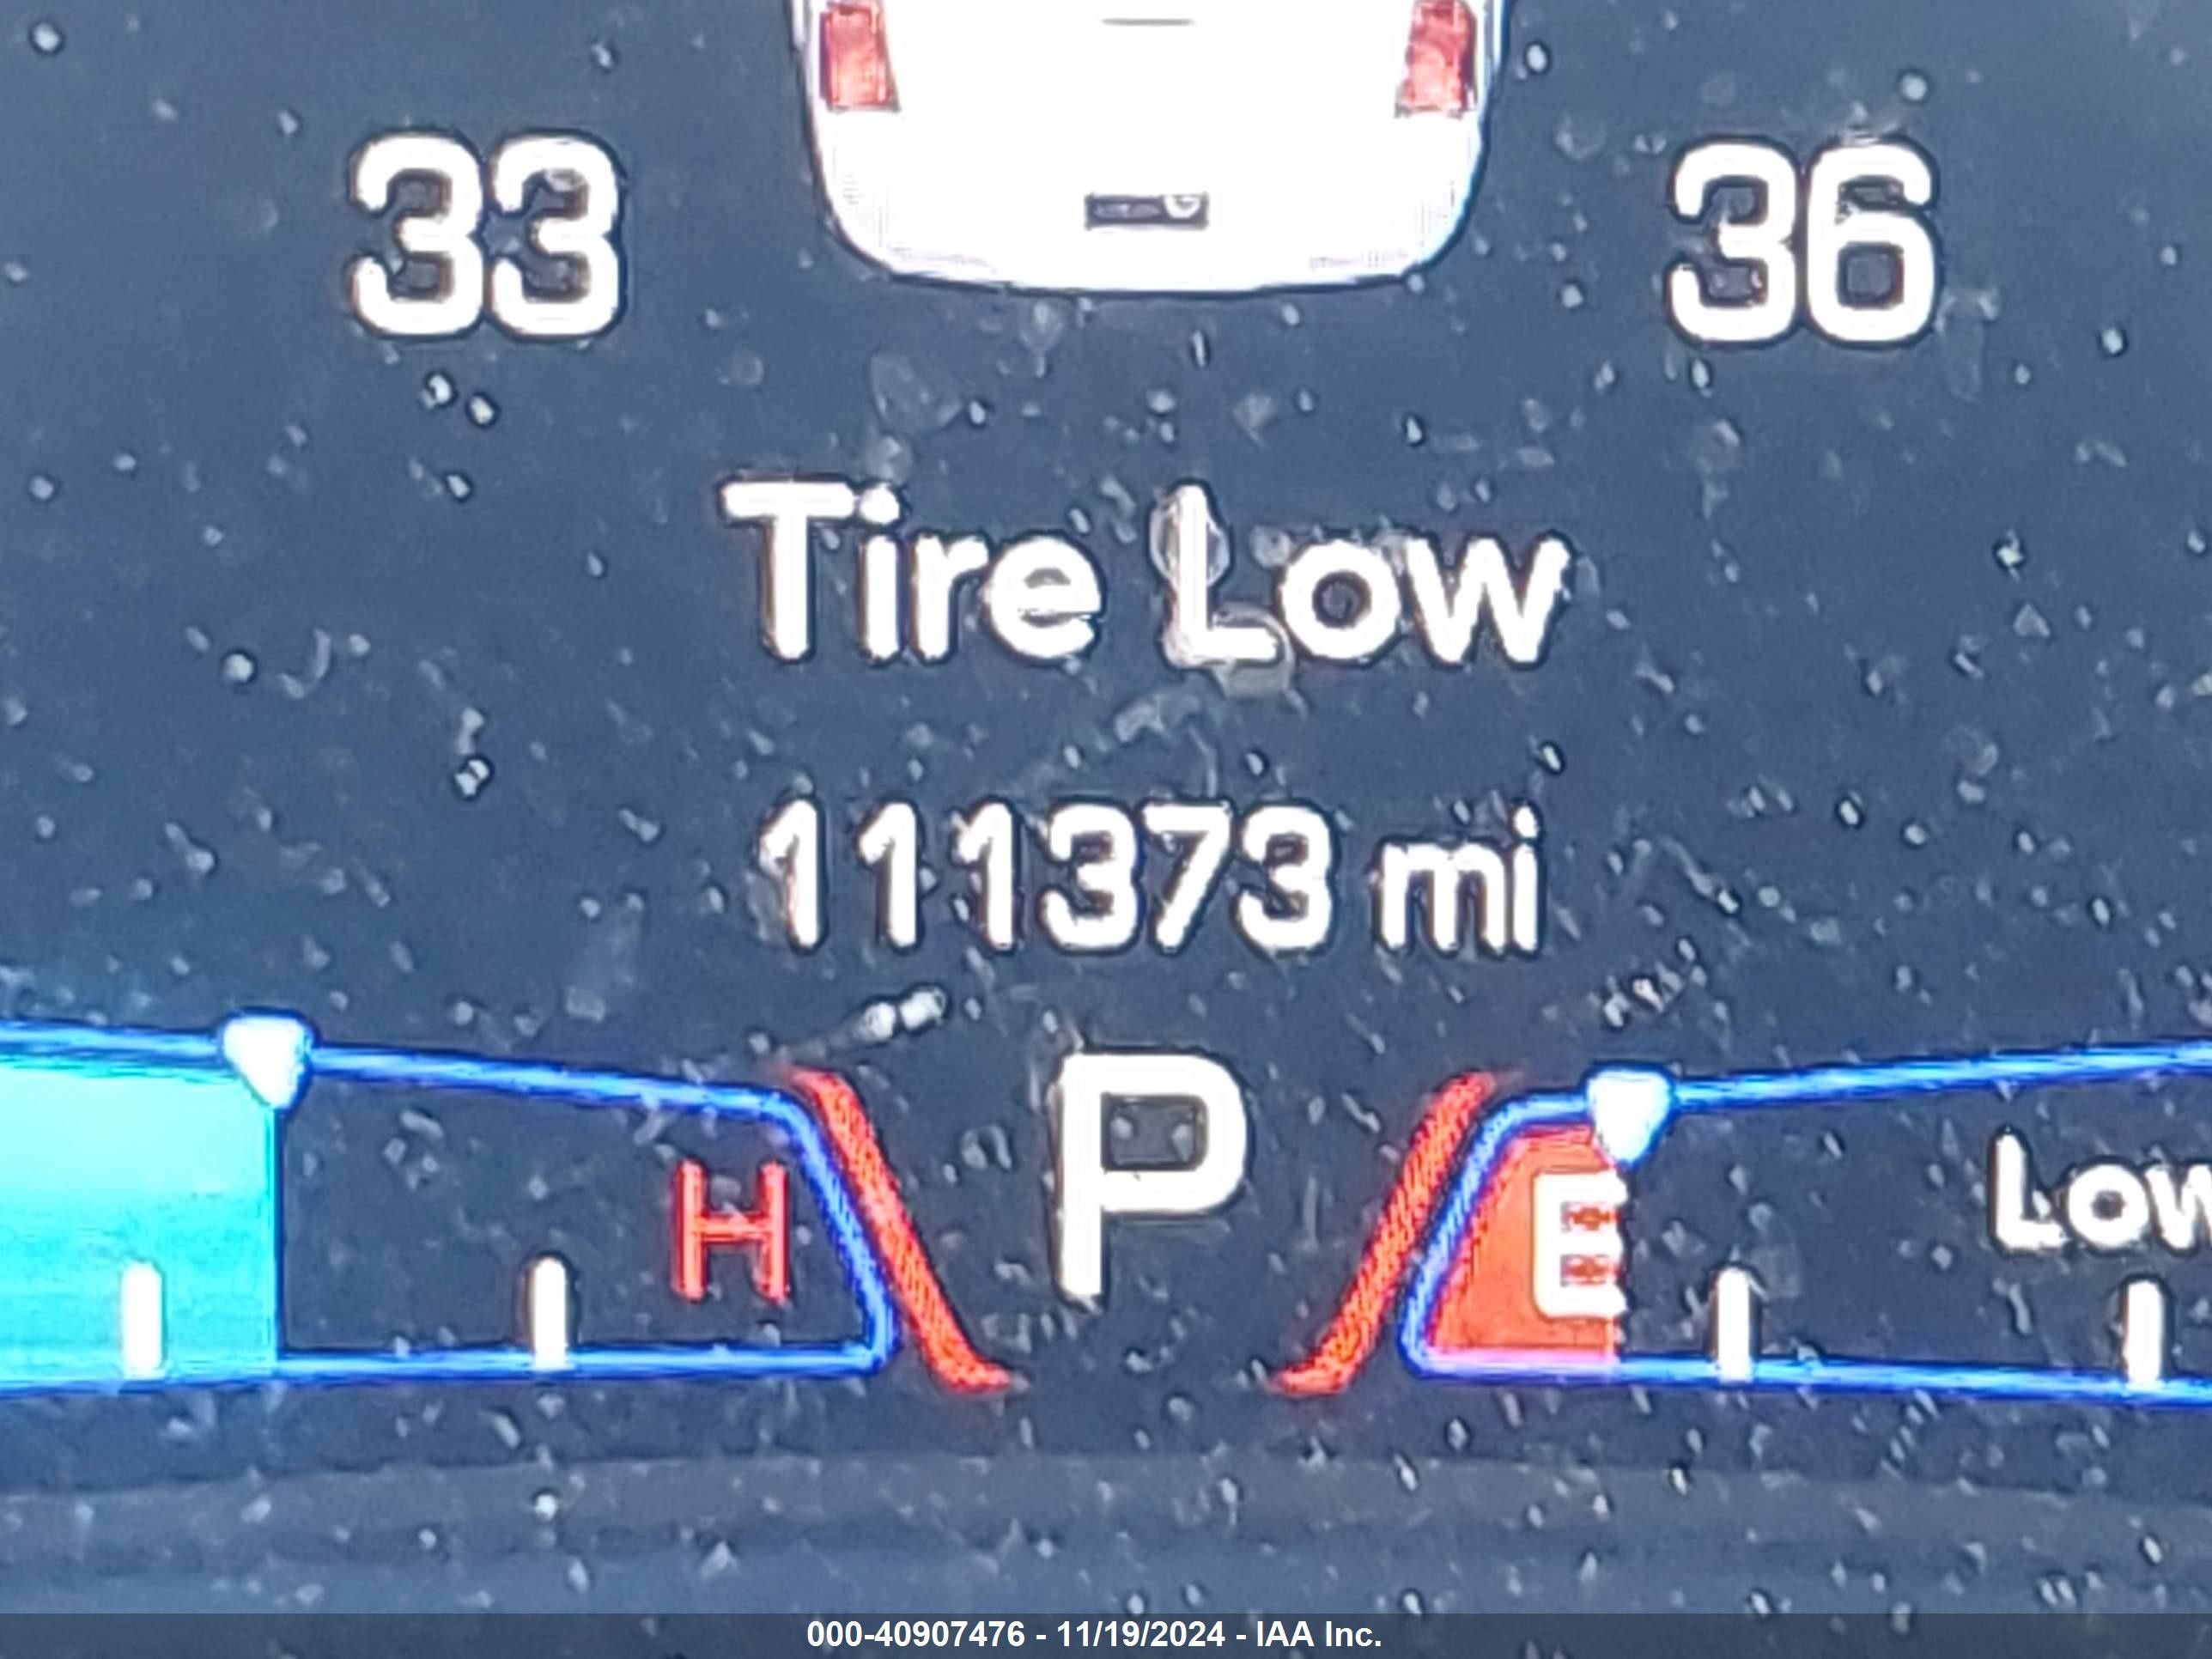 33 36
Tire Low
111373 mi
H P E Low
000-40907476 - 11/19/2024 - IAA Inc.